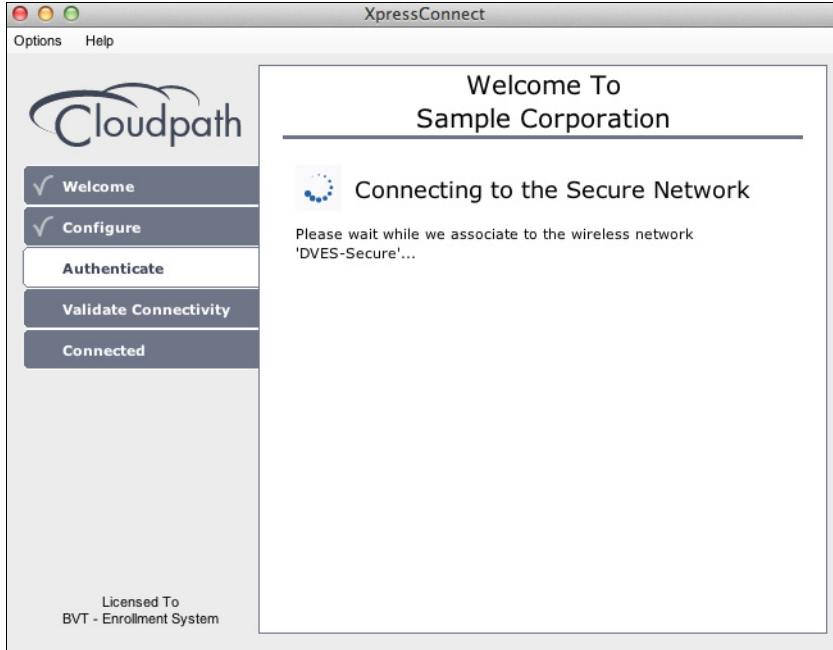 XpressConnect
Options Help
Cloudpath
Welcome
Configure
Authenticate
Validate Connectivity
Connected
Licensed To
BVT - Enrollment System
Welcome To
Sample Corporation
Connecting to the Secure Network
Please wait while we associate to the wireless network
'DVES-Secure'...